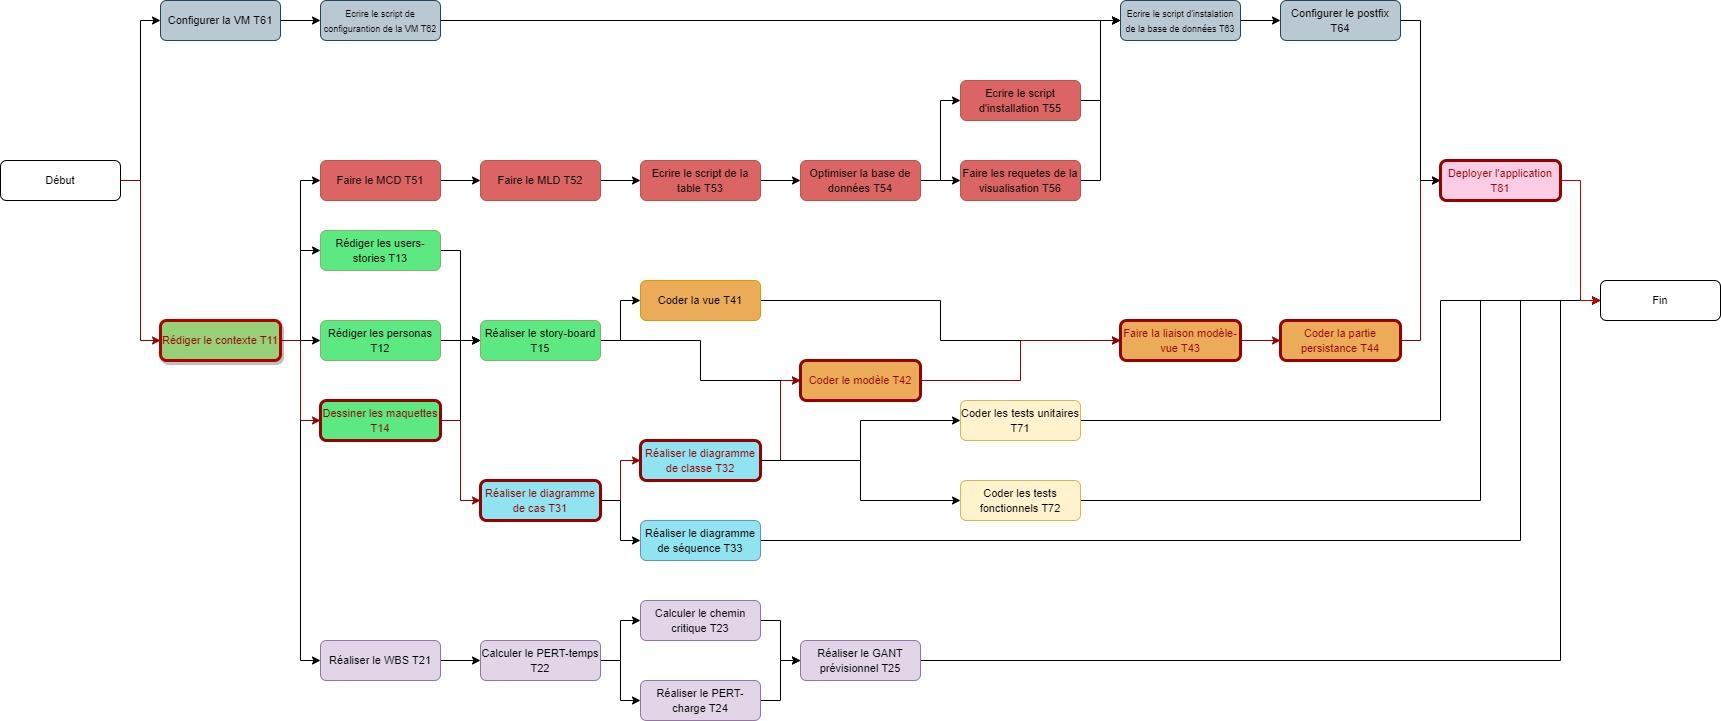 Configurer la VM T61
Ecrire le script de
configurantion de la VM T62
Ecrire le script d'instalation
de la base de données T63
Configurer le postfix
T64
Ecrire le script
d'installation T55
Début
Faire le MCD T51
Faire le MLD T52
Ecrire le script de la
table T53
Optimiser la base de
données T54
Faire les requetes de la
visualisation T56
Deployer l'application
T81
Rédiger les users-
stories T13
Coder la vue T41
Fin
Rédiger le contexte T11
Rédiger les personas
T12
Réaliser le story-board
T15
Faire la liaison modèle-
vue T43
Coder la partie
persistance T44
Coder le modèle T42
Dessiner les maquettes
T14
Coder les tests unitaires
T71
Réaliser le diagramme
de classe T32
Réaliser le diagramme
de cas T31
Coder les tests
fonctionnels T72
Réaliser le diagramme
de séquence T33
Calculer le chemin
critique T23
Réaliser le WBS T21
Calculer le PERT-temps
T22
Réaliser le GANT
prévisionnel T25
Réaliser le PERT-
charge T24